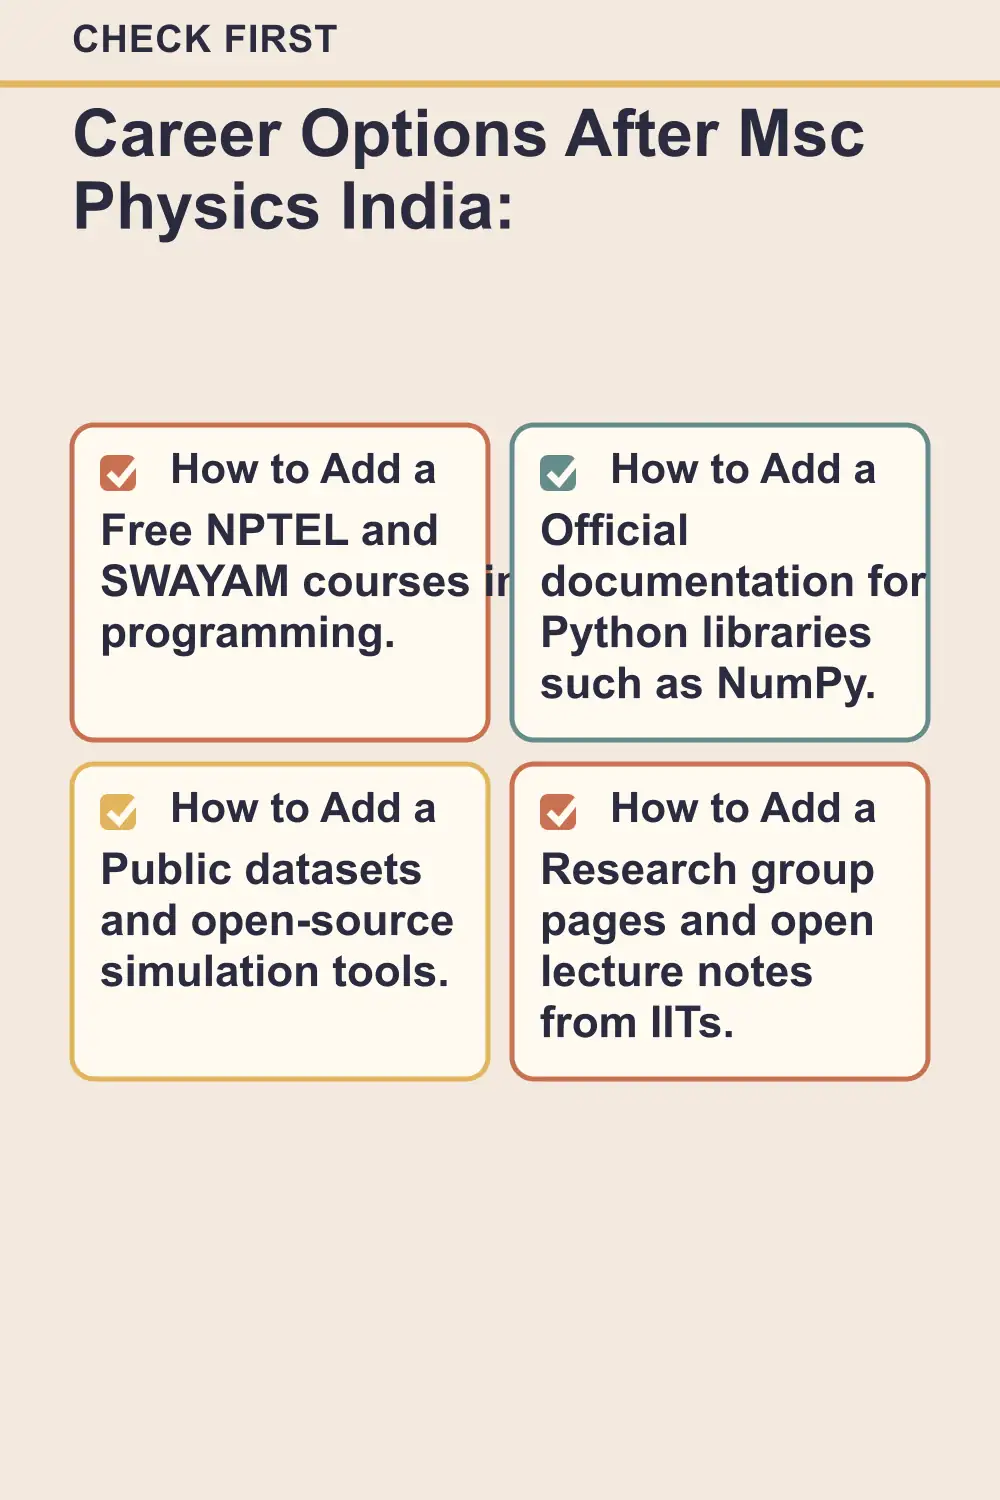 CHECK FIRST
Career Options After Msc
Physics India:
How to Add a
Free NPTEL and
SWAYAM courses in
programming.
How to Add a
Official
documentation for
Python libraries
such as NumPy.
How to Add a
Public datasets
and open-source
simulation tools.
How to Add a
Research group
pages and open
lecture notes
from IITs.